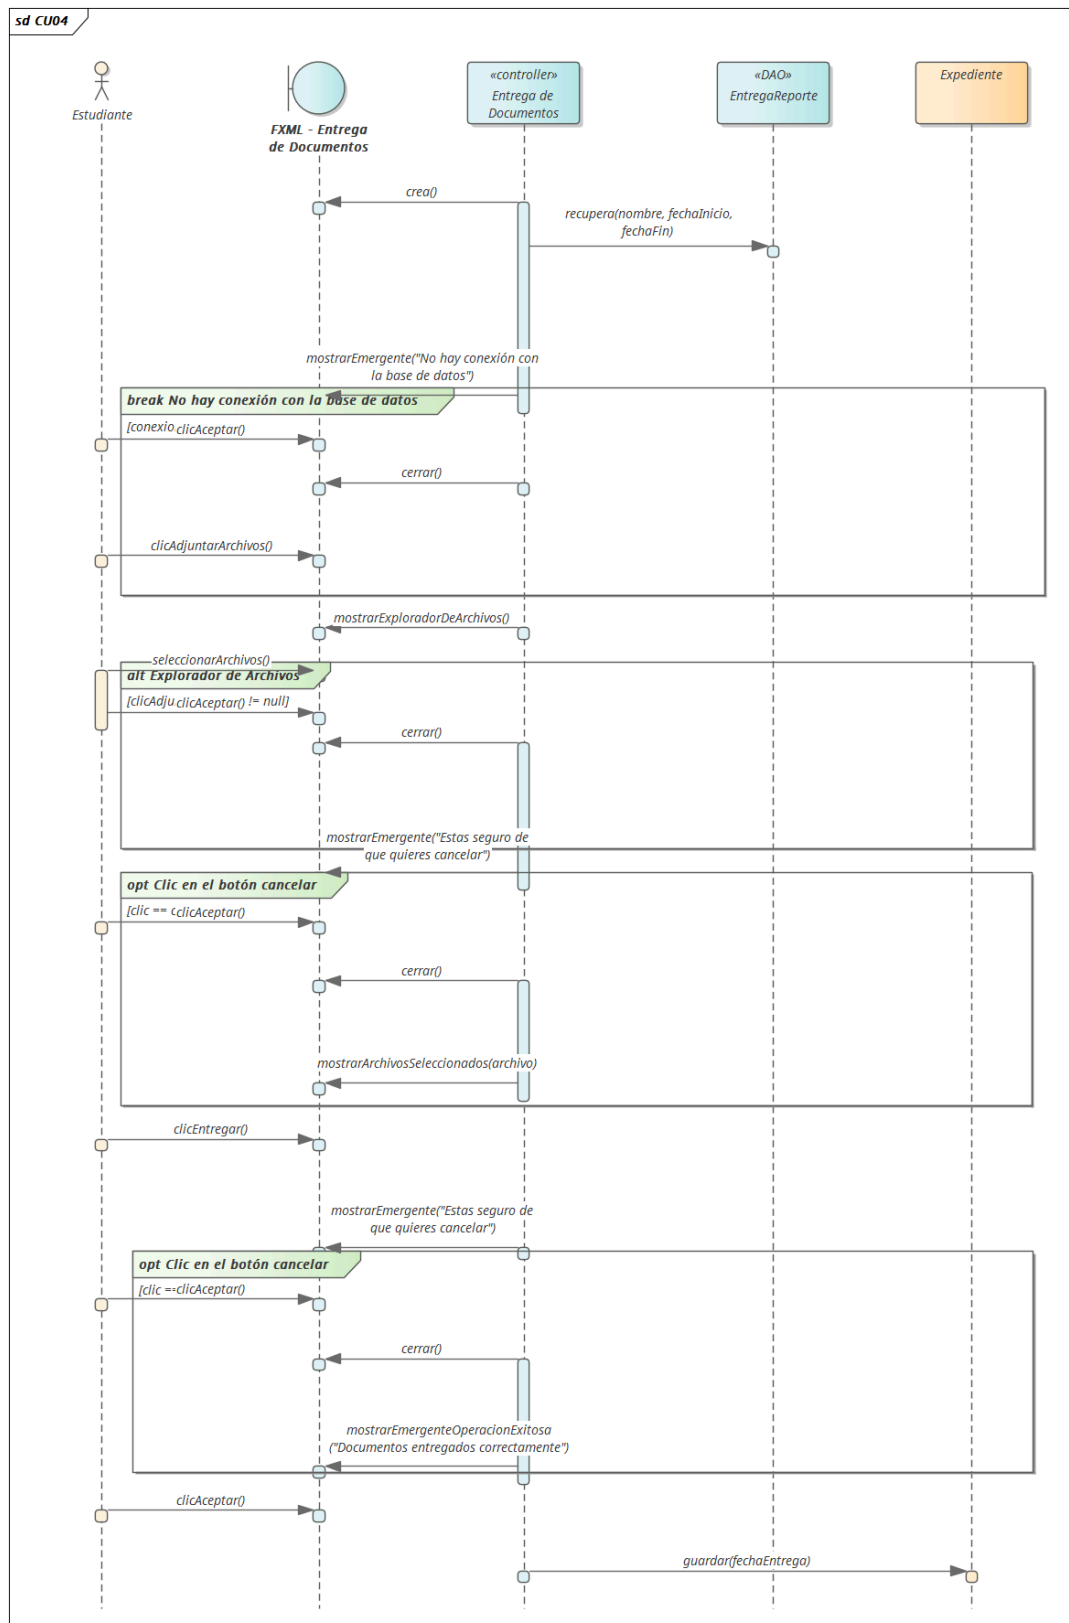 sd CU04
Estudiante
FXML - Entrega
de Documentos
«controller»
Entrega de
Documentos
«DAO»
EntregaReporte
Expediente
crea()
recupera(nombre, fechaInicio,
fechaFin)
mostrarEmergente("No hay conexión con
la base de datos")
break No hay conexión con la base de datos
[conexio
clicAceptar()
cerrar()
clicAdjuntarArchivos()
mostrarExploradorDeArchivos()
seleccionarArchivos()
alt Explorador de Archivos
[clicAdju
clicAceptar()
!= null]
cerrar()
mostrarEmergente("Estas seguro de
que quieres cancelar")
opt Clic en el botón cancelar
[clic ==
clicAceptar()
cerrar()
mostrarArchivosSeleccionados(archivo)
clicEntregar()
mostrarEmergente("Estas seguro de
que quieres cancelar")
opt Clic en el botón cancelar
[clic =
clicAceptar()
cerrar()
mostrarEmergenteOperacionExitosa
("Documentos entregados correctamente")
clicAceptar()
guardar(fechaEntrega)